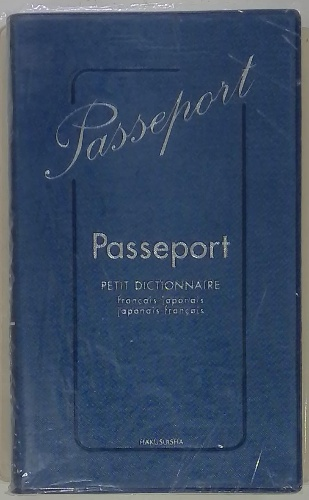 Passeport
Passeport
PETIT DICTIONNAIRE
français-japonais
japonais-français
HAKUSUISHA